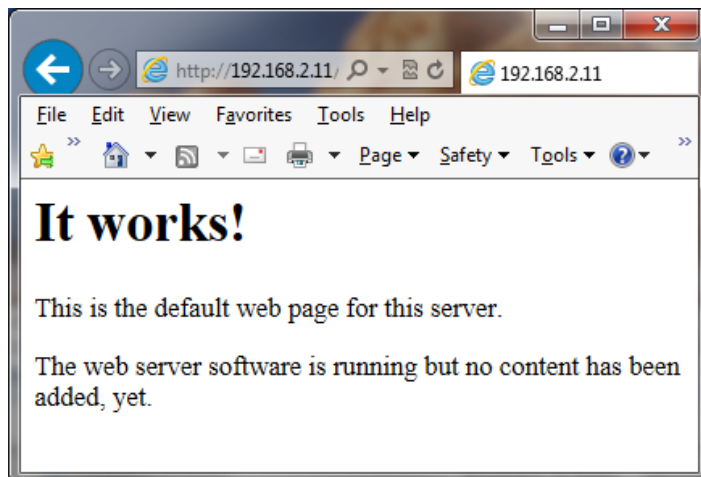 http://192.168.2.11/
192.168.2.11
File Edit View Favorites Tools Help
Page Safety Tools
It works!
This is the default web page for this server.
The web server software is running but no content has been
added, yet.